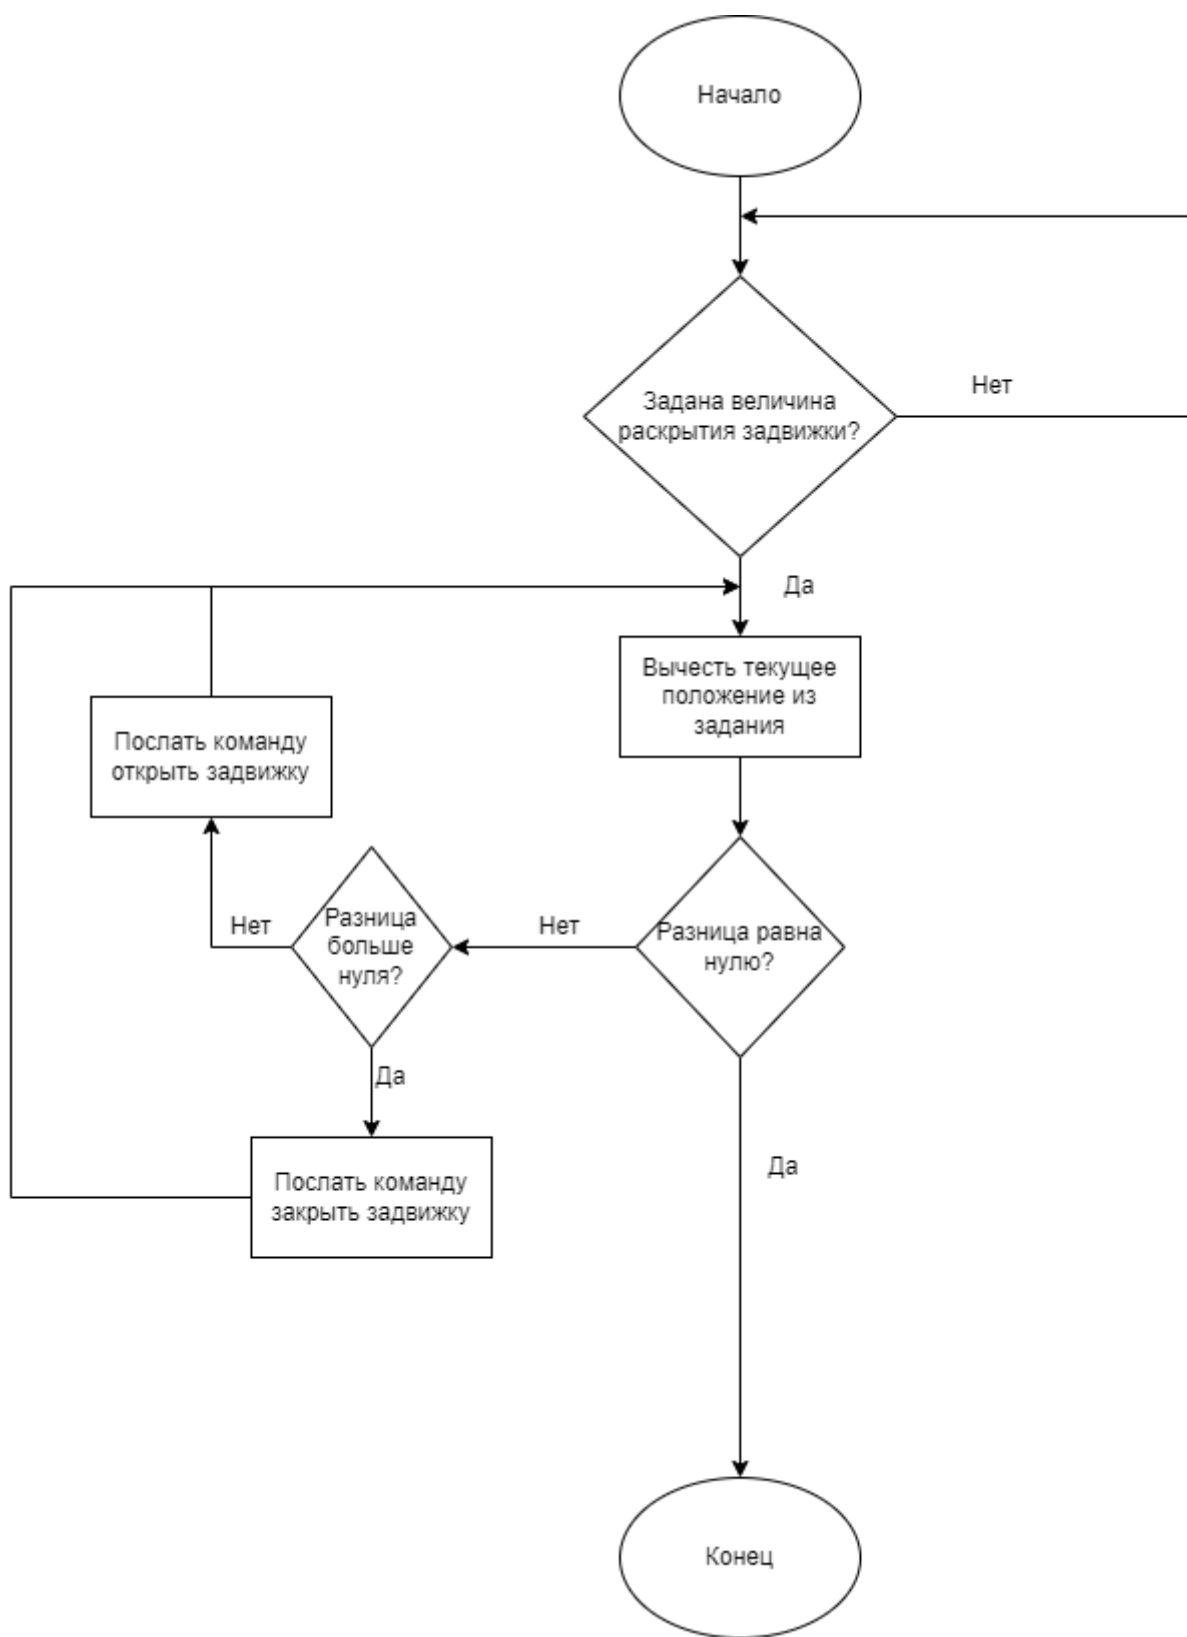 Начало
Задана величина
раскрытия задвижки?
Нет
Да
Вычесть текущее
положение из
задания
Послать команду
открыть задвижку
Нет
Разница
больше
нуля?
Нет
Разница равна
нулю?
Да
Да
Послать команду
закрыть задвижку
Конец